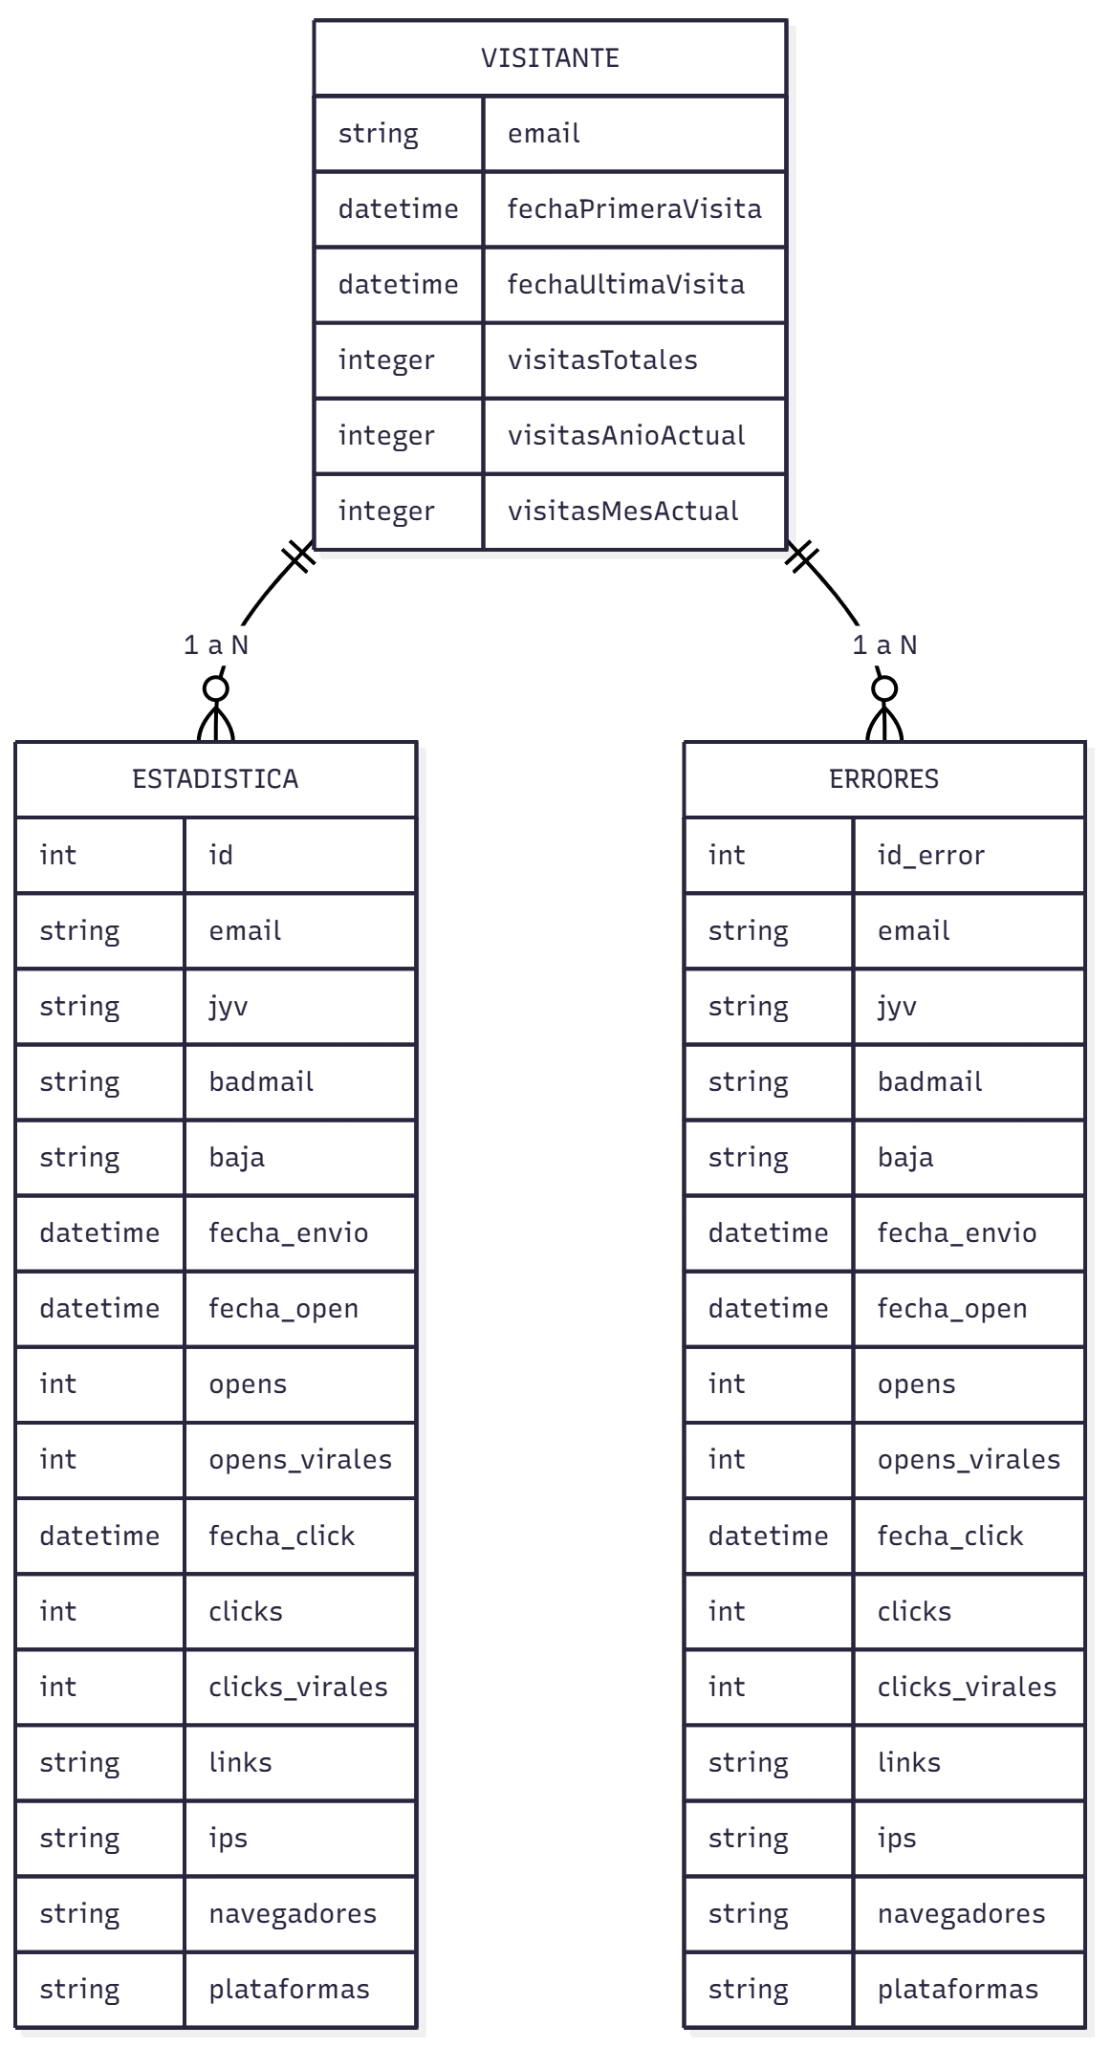 VISITANTE
string email
datetime fechaPrimeraVisita
datetime fechaUltimaVisita
integer visitasTotales
integer visitasAnioActual
integer visitasMesActual
1 a N
1 a N
ESTADISTICA
int id
string email
string jyv
string badmail
string baja
datetime fecha_envio
datetime fecha_open
int opens
int opens_virales
datetime fecha_click
int clicks
int clicks_virales
string links
string ips
string navegadores
string plataformas
ERRORES
int id_error
string email
string jyv
string badmail
string baja
datetime fecha_envio
datetime fecha_open
int opens
int opens_virales
datetime fecha_click
int clicks
int clicks_virales
string links
string ips
string navegadores
string plataformas